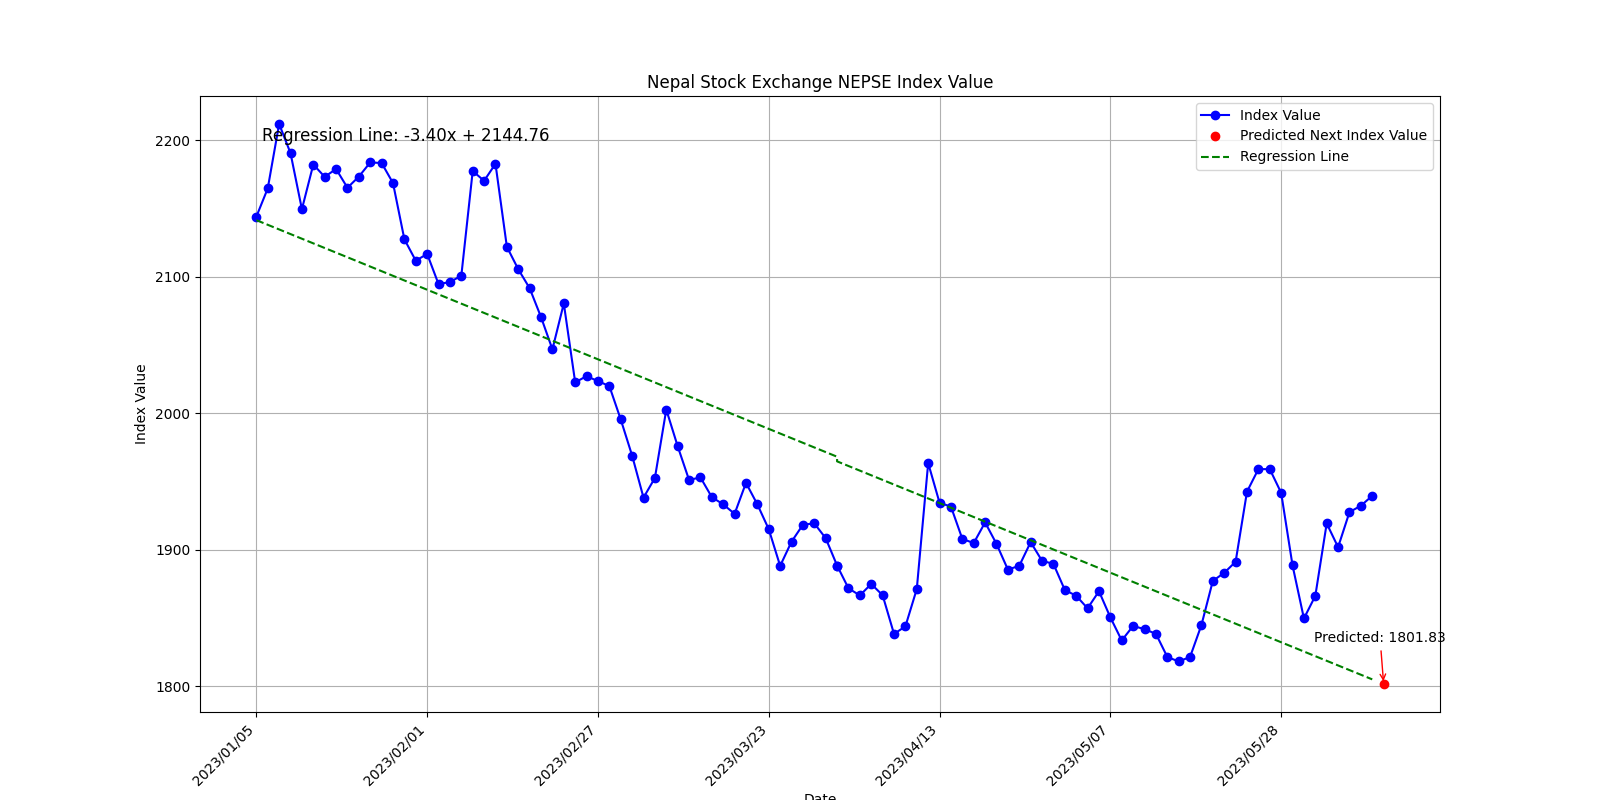 Nepal Stock Exchange NEPSE Index Value
Regression Line: -3.40x + 2144.76
Index Value
Predicted Next Index Value
Regression Line
2200
2100
2000
1900
1800
Index Value
Predicted: 1801.83
2023/01/05
2023/02/01
2023/02/27
2023/03/23
2023/04/13
2023/05/07
2023/05/28
Date